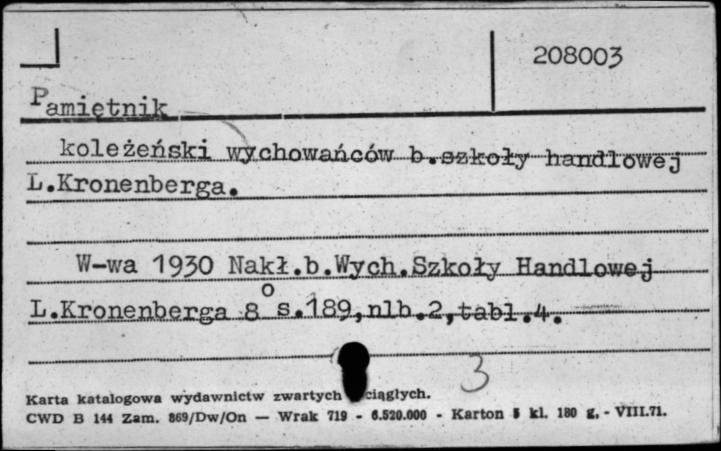 208003
Pamiętnik
koleżeński wychowańców b.szkoły handlowej
L.Kronenberga.
W-wa 1930 Nakł.b.Wych.Szkoły Handlowej
L.Kronenberga 8° s.189,nlb.2,tabl.4.
3
Karta katalogowa wydawnictw zwartych ciągłych.
CWD B 144 Zam. 869/Dw/On — Wrak 719 - 6.520.000 - Karton kl. 180 g. - VIII.71.